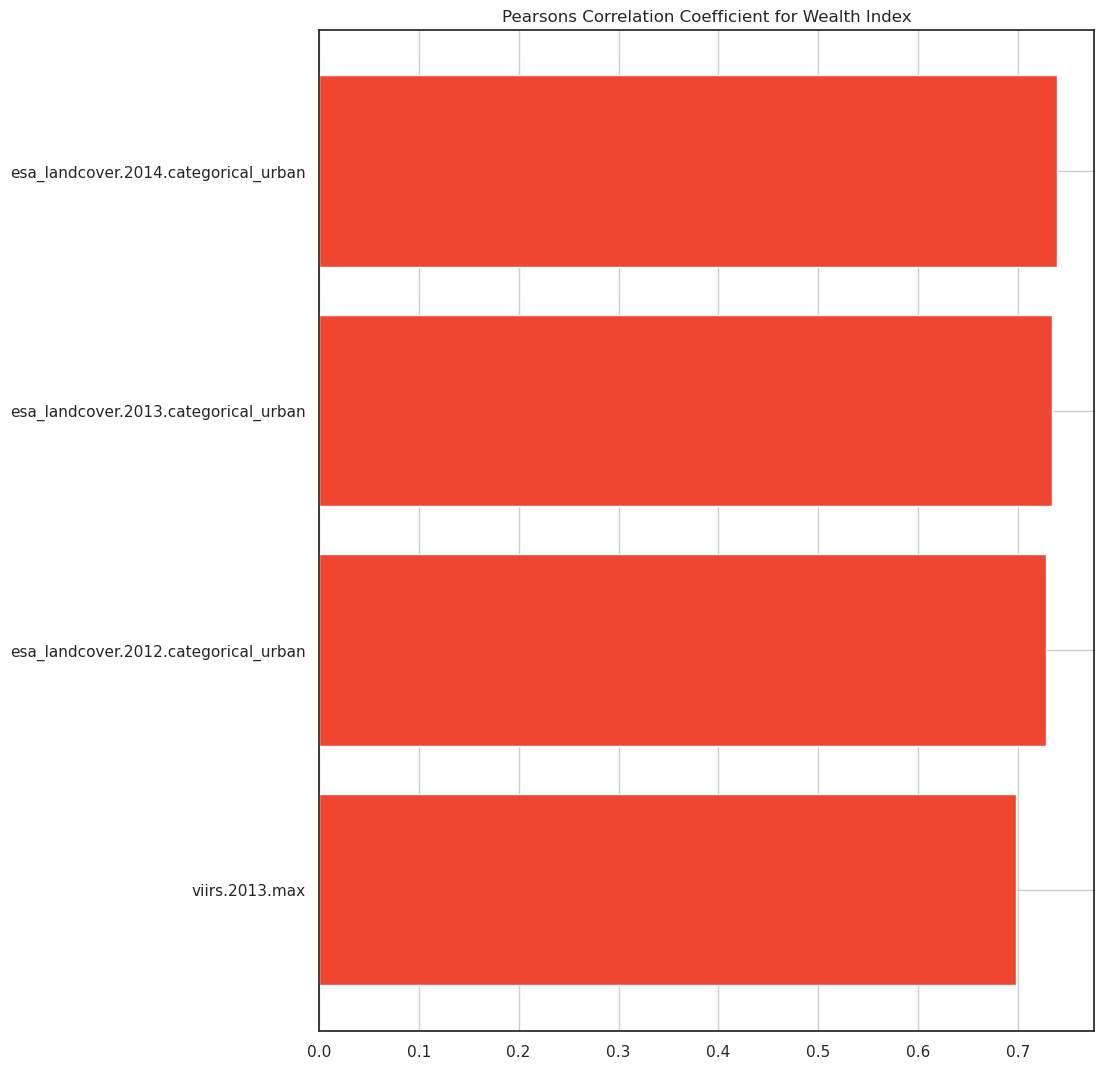 Pearsons Correlation Coefficient for Wealth Index
esa_landcover.2014.categorical_urban
esa_landcover.2013.categorical_urban
esa_landcover.2012.categorical_urban
viirs.2013.max
0.0 0.1 0.2 0.3 0.4 0.5 0.6 0.7